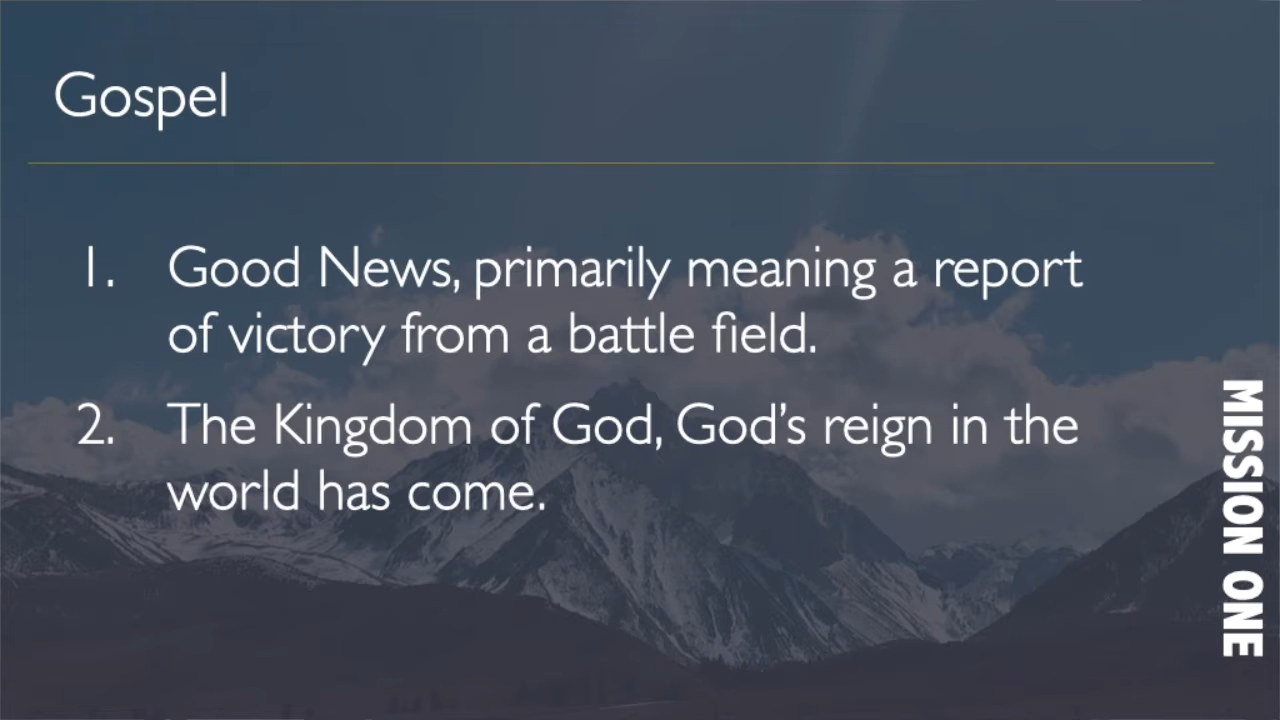 Gospel
1. Good News, primarily meaning a report
of victory from a battle field.
2. The Kingdom of God, God’s reign in the
world has come.
MISSION ONE